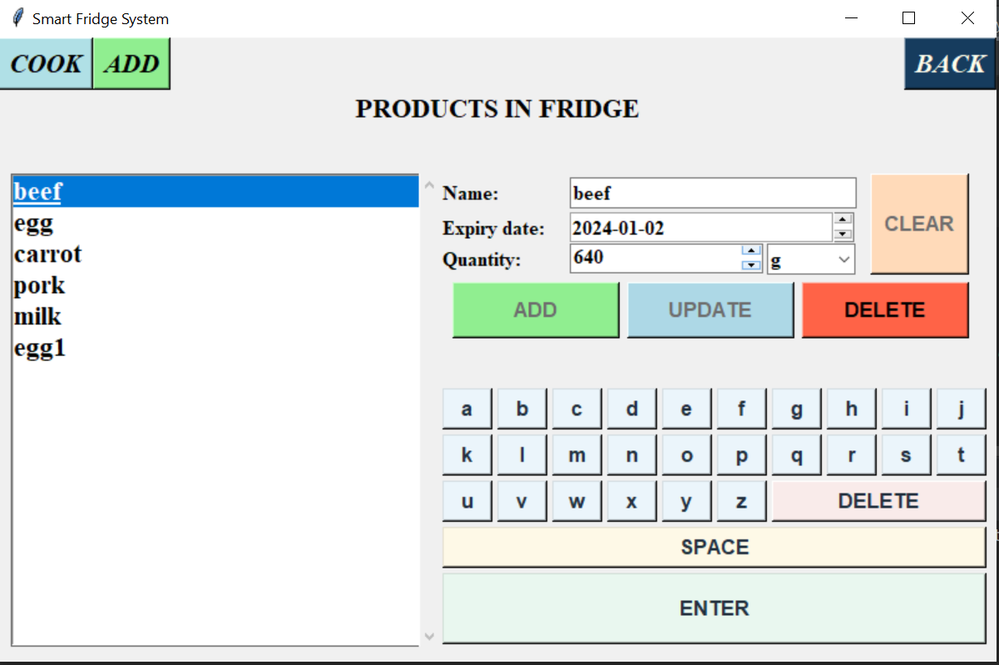 Smart Fridge System
COOK ADD BACK
PRODUCTS IN FRIDGE
beef
egg
carrot
pork
milk
egg1
Name: beef
Expiry date: 2024-01-02
Quantity: 640 g
CLEAR
ADD UPDATE DELETE
a b c d e f g h i j
k l m n o p q r s t
u v w x y z DELETE
SPACE
ENTER